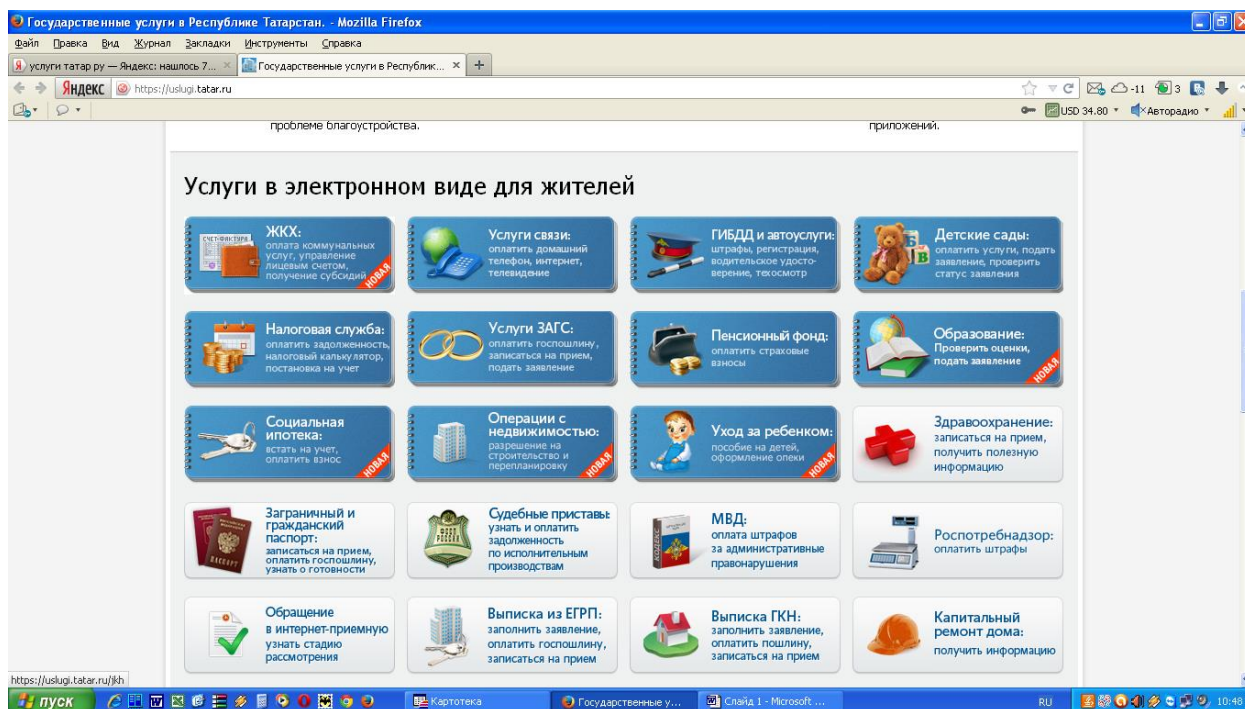 Государственные услуги в Республике Татарстан. - Mozilla Firefox
Файл Правка Вид Журнал Закладки Инструменты Справка
услуги татар ру — Яндекс: нашлось 7...
Государственные услуги в Республик...
Яндекс https://uslugi.tatar.ru
-11 3
USD 34.80 Авторадио
проблеме благоустройства.
приложений.
Услуги в электронном виде для жителей
СЧЕТ-ФАКТУРА
ЖКХ:
оплата коммунальных
услуг, управление
лицевым счетом,
получение субсидий
НОВАЯ
Услуги связи:
оплатить домашний
телефон, интернет,
телевидение
ГИБДД и автоуслуги:
штрафы, регистрация,
водительское удосто-
верение, техосмотр
Детские сады:
оплатить услуги, подать
заявление, проверить
статус заявления
Налоговая служба:
оплатить задолженность,
налоговый калькулятор,
постановка на учет
Услуги ЗАГС:
оплатить госпошлину,
записаться на прием,
подать заявление
Пенсионный фонд:
оплатить страховые
взносы
Образование:
Проверить оценки,
подать заявление
НОВАЯ
Социальная
ипотека:
встать на учет,
оплатить взнос
НОВАЯ
Операции с
недвижимостью:
разрешение на
строительство и
перепланировку
НОВАЯ
Уход за ребенком:
пособие на детей,
оформление опеки
НОВАЯ
Здравоохранение:
записаться на прием,
получить полезную
информацию
ПАСПОРТ
Заграничный и
гражданский
паспорт:
записаться на прием,
оплатить госпошлину,
узнать о готовности
ФССП
РОССИИ
Судебные приставы:
узнать и оплатить
задолженность
по исполнительным
производствам
КОДЕКС
МВД:
оплата штрафов
за административные
правонарушения
Роспотребнадзор:
оплатить штрафы
Обращение
в интернет-приемную
узнать стадию
рассмотрения
Выписка из ЕГРП:
заполнить заявление,
оплатить госпошлину,
записаться на прием
Выписка ГКН:
заполнить заявление,
оплатить пошлину,
записаться на прием
Капитальный
ремонт дома:
получить информацию
https://uslugi.tatar.ru/jkh
пуск
Картотека
Государственные у...
Слайд 1 - Microsoft ...
RU
10:48